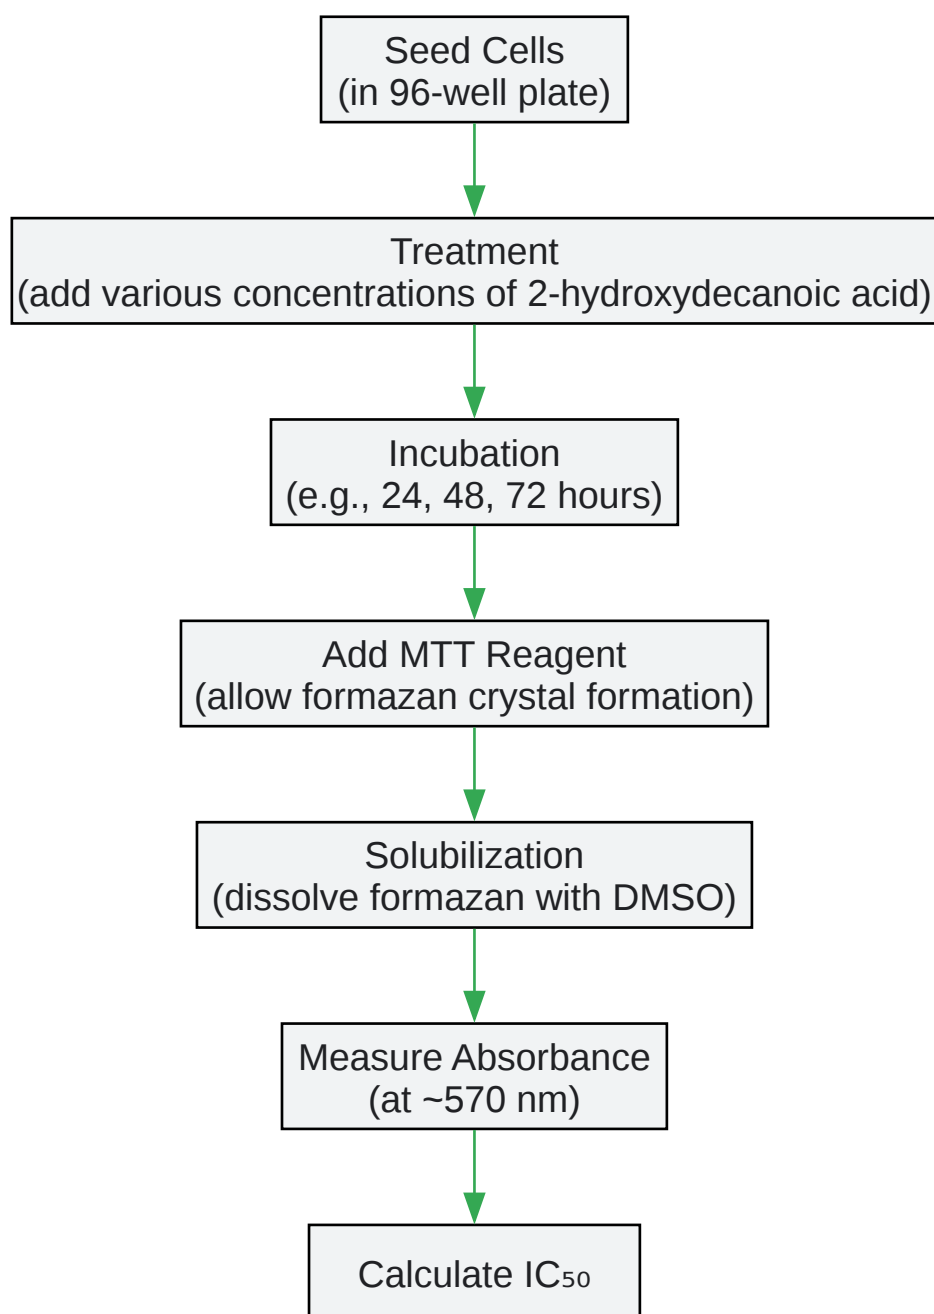 Seed Cells
(in 96-well plate)
Treatment
(add various concentrations of 2-hydroxydecanoic acid)
Incubation
(e.g., 24, 48, 72 hours)
Add MTT Reagent
(allow formazan crystal formation)
Solubilization
(dissolve formazan with DMSO)
Measure Absorbance
(at ~570 nm)
Calculate IC₅₀